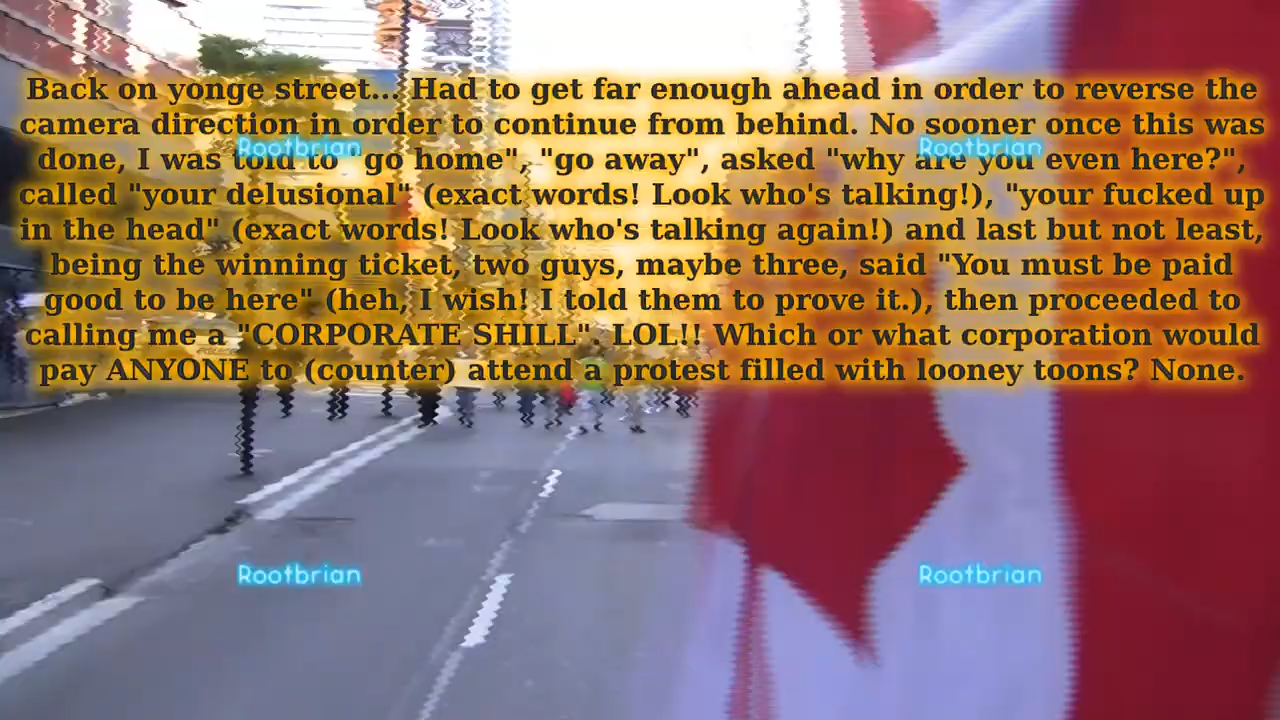 Back on yonge street... Had to get far enough ahead in order to reverse the
camera direction in order to continue from behind. No sooner once this was
Rootbrian Rootbrian
done, I was told to "go home", "go away", asked "why are you even here?",
called "your delusional" (exact words! Look who's talking!), "your fucked up
in the head" (exact words! Look who's talking again!) and last but not least,
being the winning ticket, two guys, maybe three, said "You must be paid
good to be here" (heh, I wish! I told them to prove it.), then proceeded to
calling me a "CORPORATE SHILL". LOL!! Which or what corporation would
pay ANYONE to (counter) attend a protest filled with looney toons? None.
Rootbrian Rootbrian